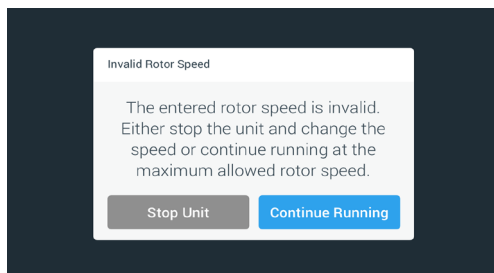 Invalid Rotor Speed
The entered rotor speed is invalid.
Either stop the unit and change the
speed or continue running at the
maximum allowed rotor speed.
Stop Unit
Continue Running